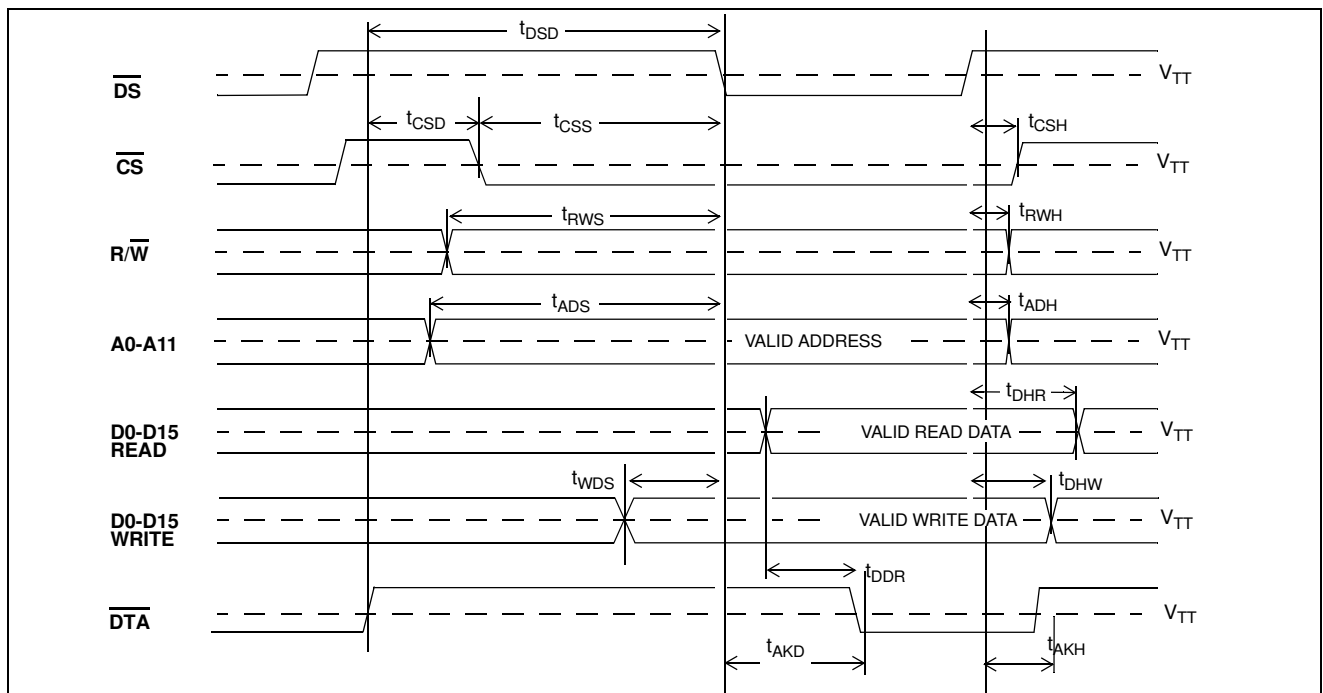 tDSD
DS
VTT
tCSD
tCSS
tCSH
CS
VTT
tRWS
tRWH
R/W
VTT
tADS
tADH
A0-A11
VALID ADDRESS
VTT
tDHR
D0-D15
READ
VALID READ DATA
VTT
tWDS
tDHW
D0-D15
WRITE
VALID WRITE DATA
VTT
tDDR
DTA
VTT
tAKD
tAKH